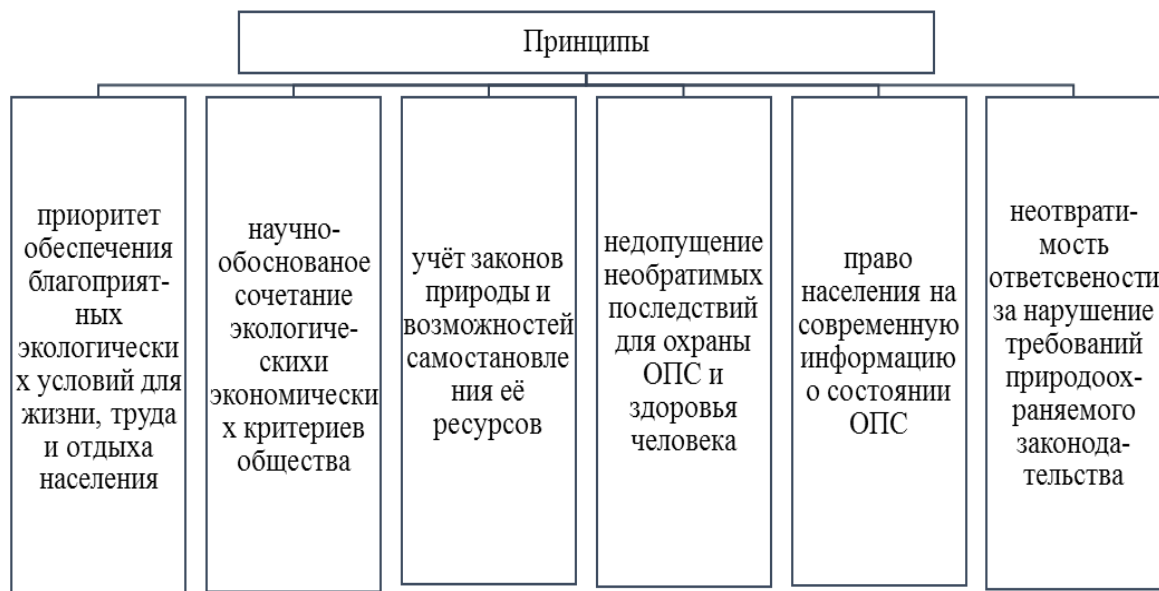 Принципы
приоритет
обеспечения
благоприят-
ных
экологически
х условий для
жизни, труда
и отдыха
населения
научно-
обоснованое
сочетание
экологиче-
скихи
экономически
х критериев
общества
учёт законов
природы и
возможностей
самостановле
ния её
ресурсов
недопущение
необратимых
последствий
для охраны
ОПС и
здоровья
человека
право
населения на
современную
информацию
о состоянии
ОПС
неотврати-
мость
ответсвености
за нарушение
требований
природоох-
раняемого
законода-
тельства